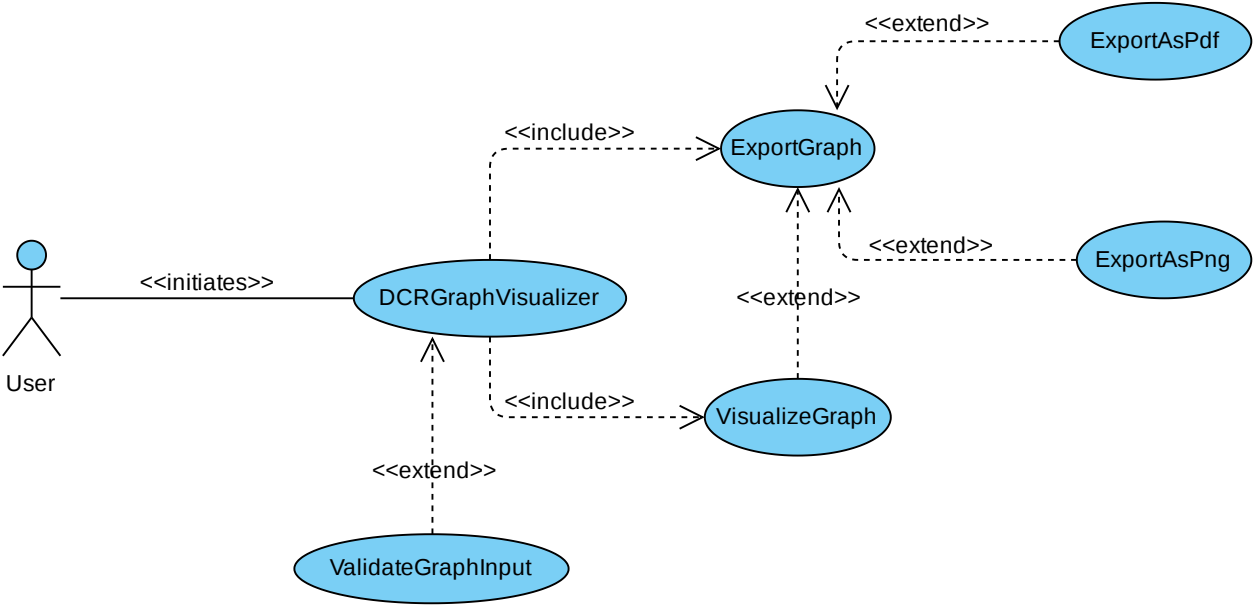 <<extend>>
ExportAsPdf
<<include>>
ExportGraph
<<extend>>
ExportAsPng
<<initiates>>
DCRGraphVisualizer
<<extend>>
User
<<include>>
VisualizeGraph
<<extend>>
ValidateGraphInput